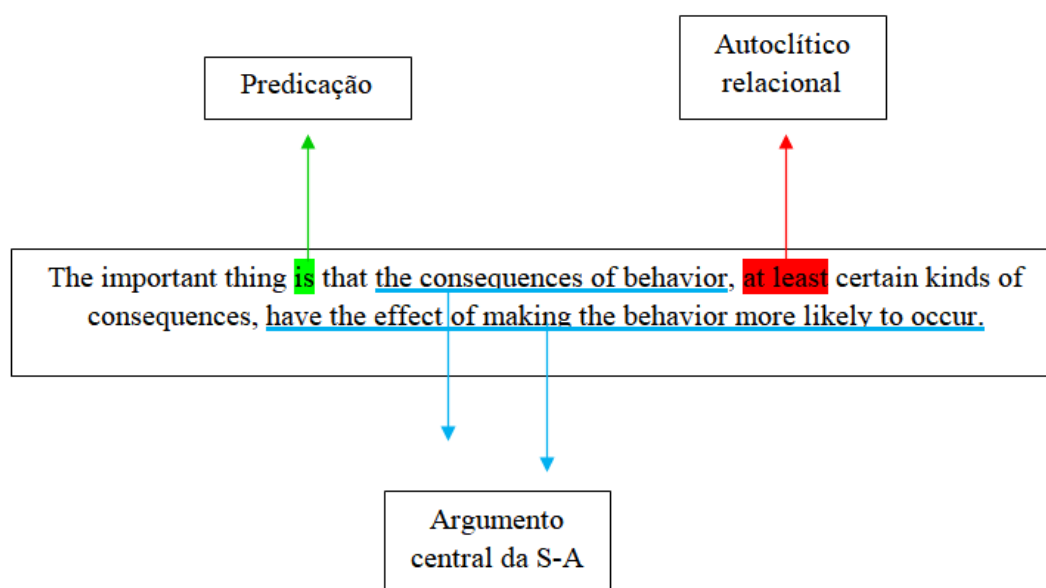 Predicação
Autoclítico
relacional
The important thing is that the consequences of behavior, at least certain kinds of
consequences, have the effect of making the behavior more likely to occur.
Argumento
central da S-A